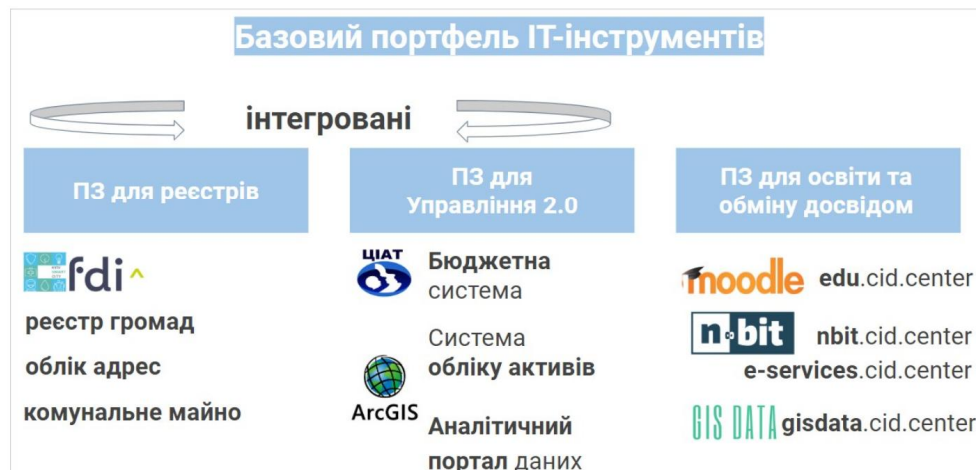 Базовий портфель ІТ-інструментів
інтегровані
ПЗ для реєстрів
fdi
реєстр громад
облік адрес
комунальне майно
ПЗ для
Управління 2.0
ЦІАТ
Бюджетна
система
Система
обліку активів
ArcGIS
Аналітичний
портал даних
ПЗ для освіти та
обміну досвідом
moodle edu.cid.center
n-bit nbit.cid.center
e-services.cid.center
GIS DATA gisdata.cid.center